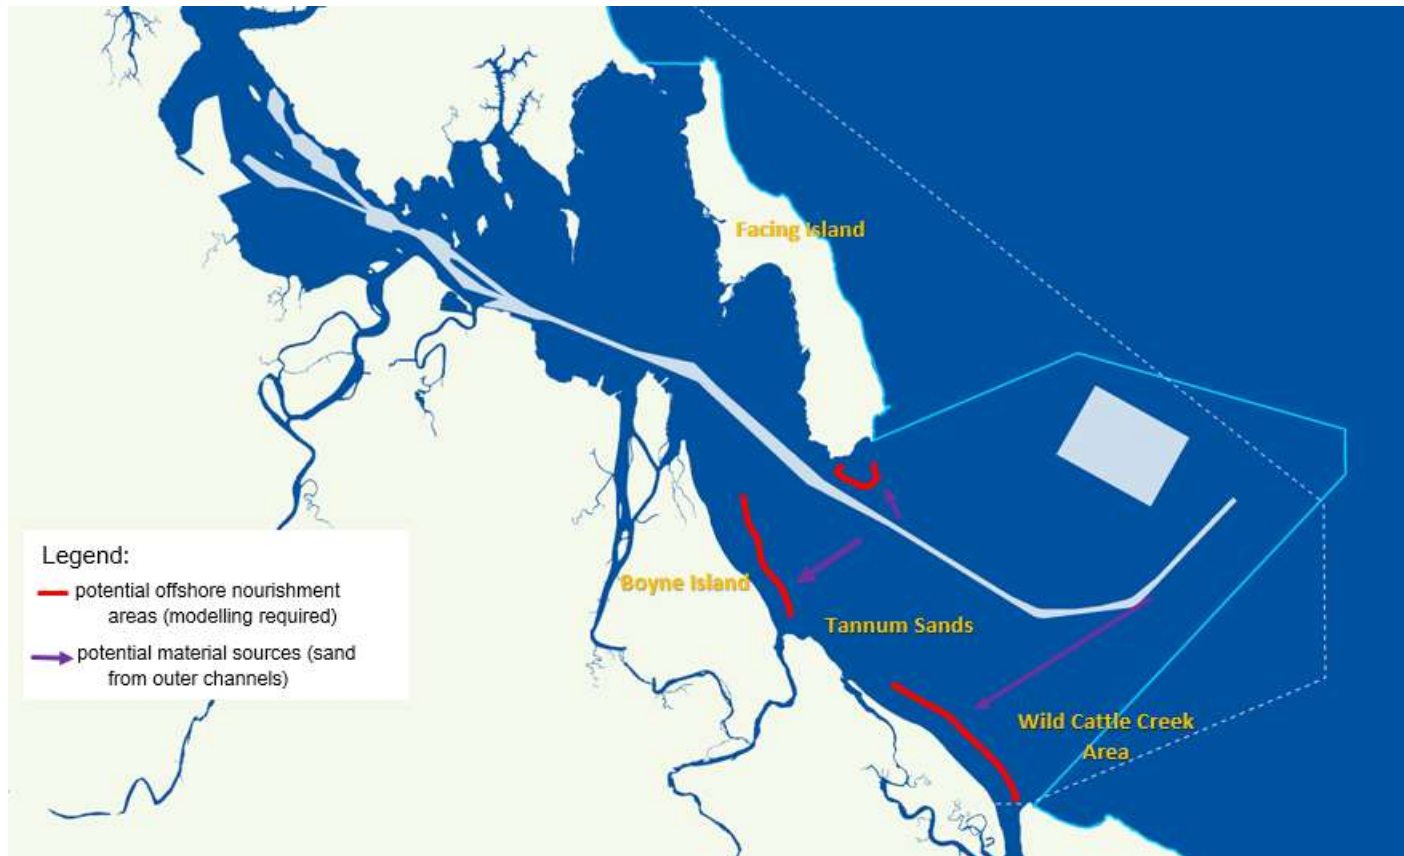 Facing Island
Legend:
potential offshore nourishment
areas (modelling required)
potential material sources (sand
from outer channels)
Boyne Island
Tannum Sands
Wild Cattle Creek
Area